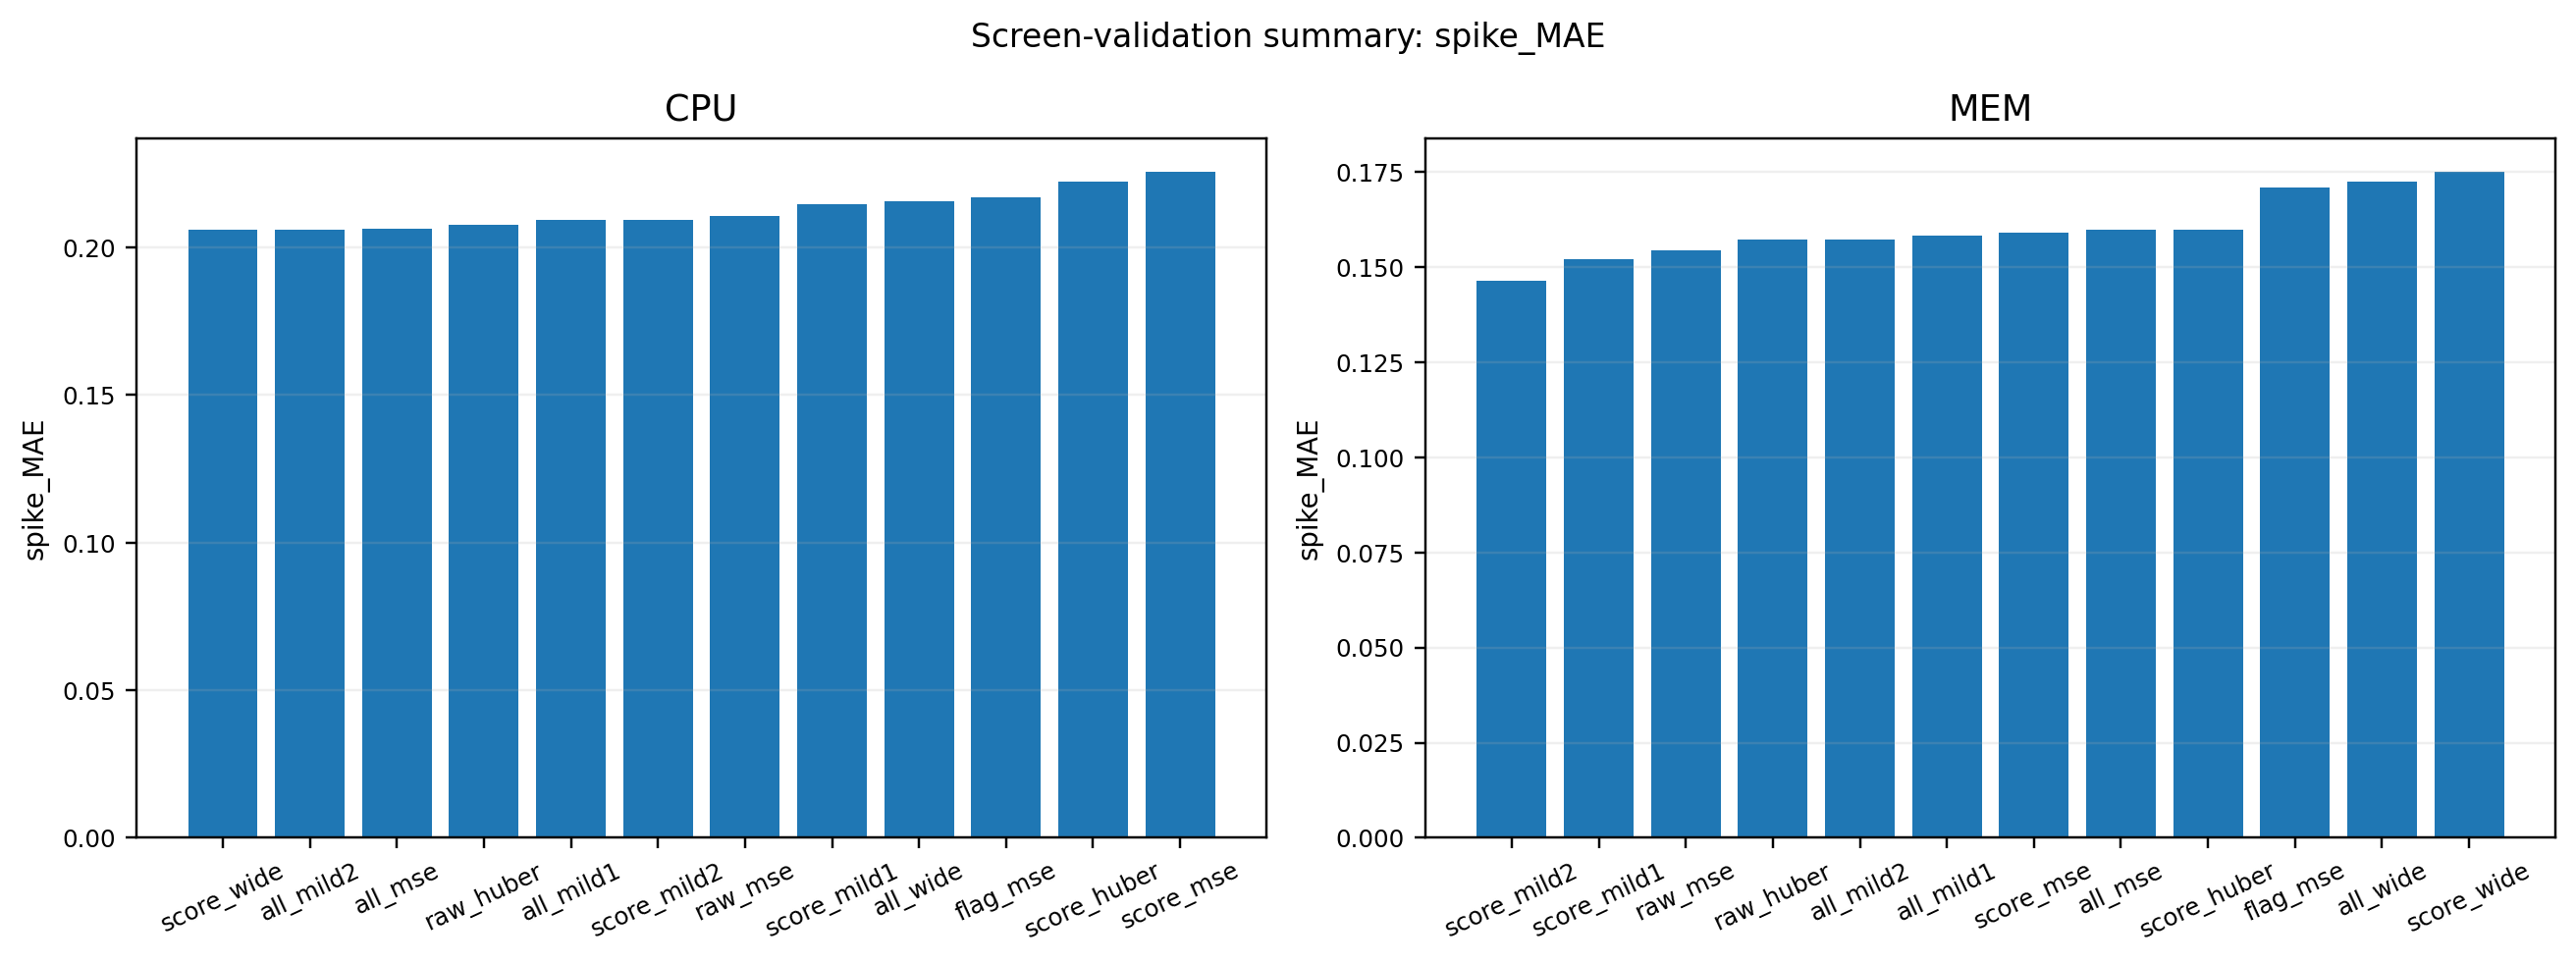 Screen-validation summary: spike_MAE
CPU
spike_MAE
0.20
0.15
0.10
0.05
0.00
score_wide
all_mild2
all_mse
raw_huber
all_mild1
score_mild2
raw_mse
score_mild1
all_wide
flag_mse
score_huber
score_mse
MEM
spike_MAE
0.175
0.150
0.125
0.100
0.075
0.050
0.025
0.000
score_mild2
score_mild1
raw_mse
raw_huber
all_mild2
all_mild1
score_mse
all_mse
score_huber
flag_mse
all_wide
score_wide